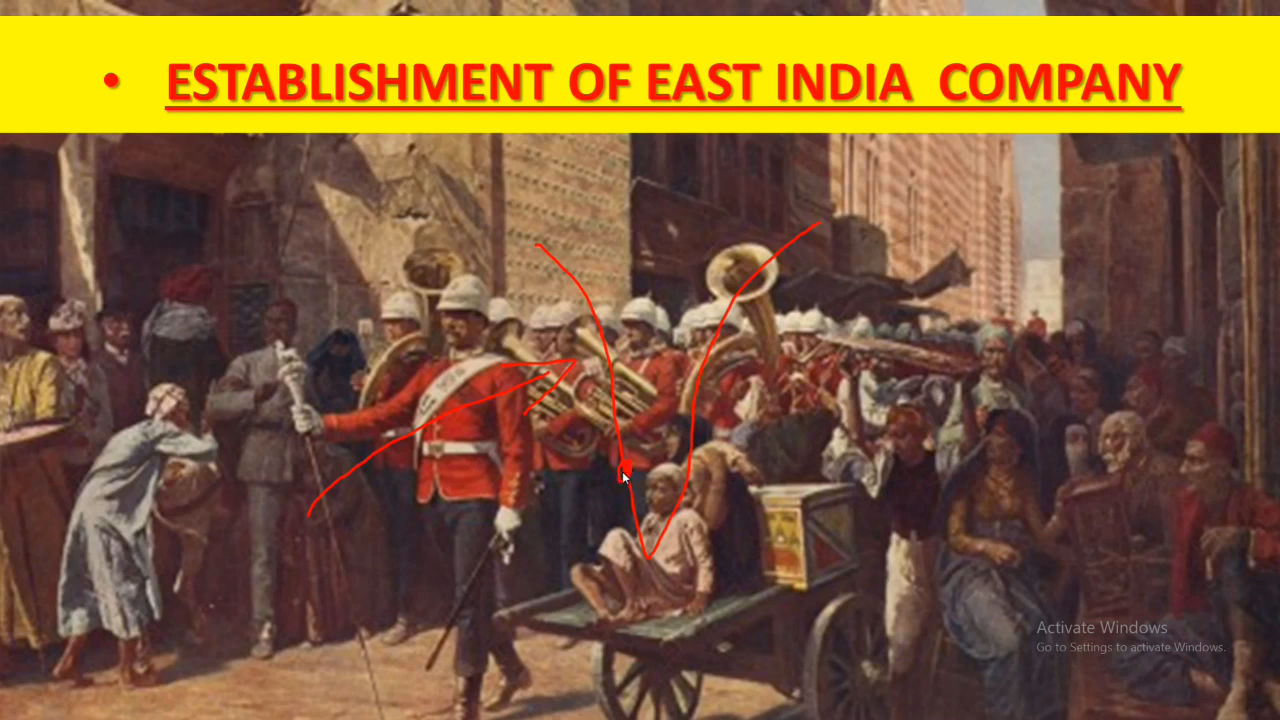 • ESTABLISHMENT OF EAST INDIA COMPANY
Activate Windows
Go to Settings to activate Windows.